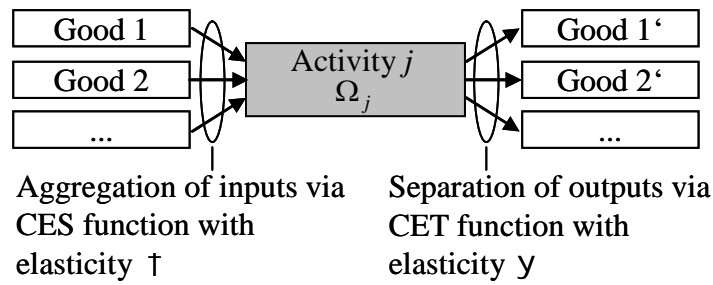 Good 1
Good 2
...
Activity j
Ω j
Good 1‘
Good 2‘
...
Aggregation of inputs via
CES function with
elasticity †
Separation of outputs via
CET function with
elasticity y